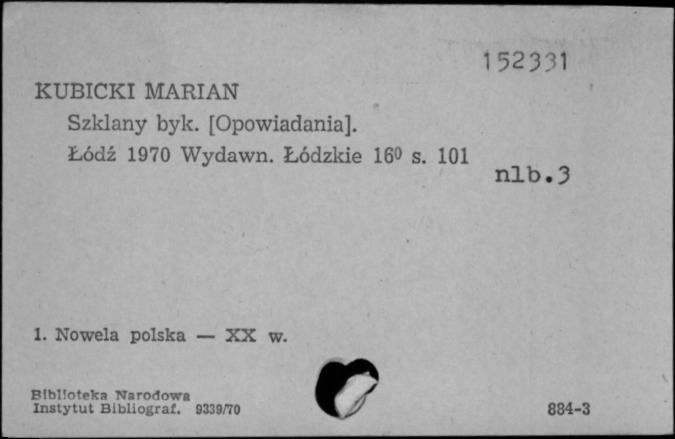 152331
KUBICKI MARIAN
Szklany byk. [Opowiadania].
Łódź 1970 Wydawn. Łódzkie 16⁰ s. 101
nlb.3
1. Nowela polska — XX w.
Biblioteka Narodowa
Instytut Bibliograf. 9339/70
884-3